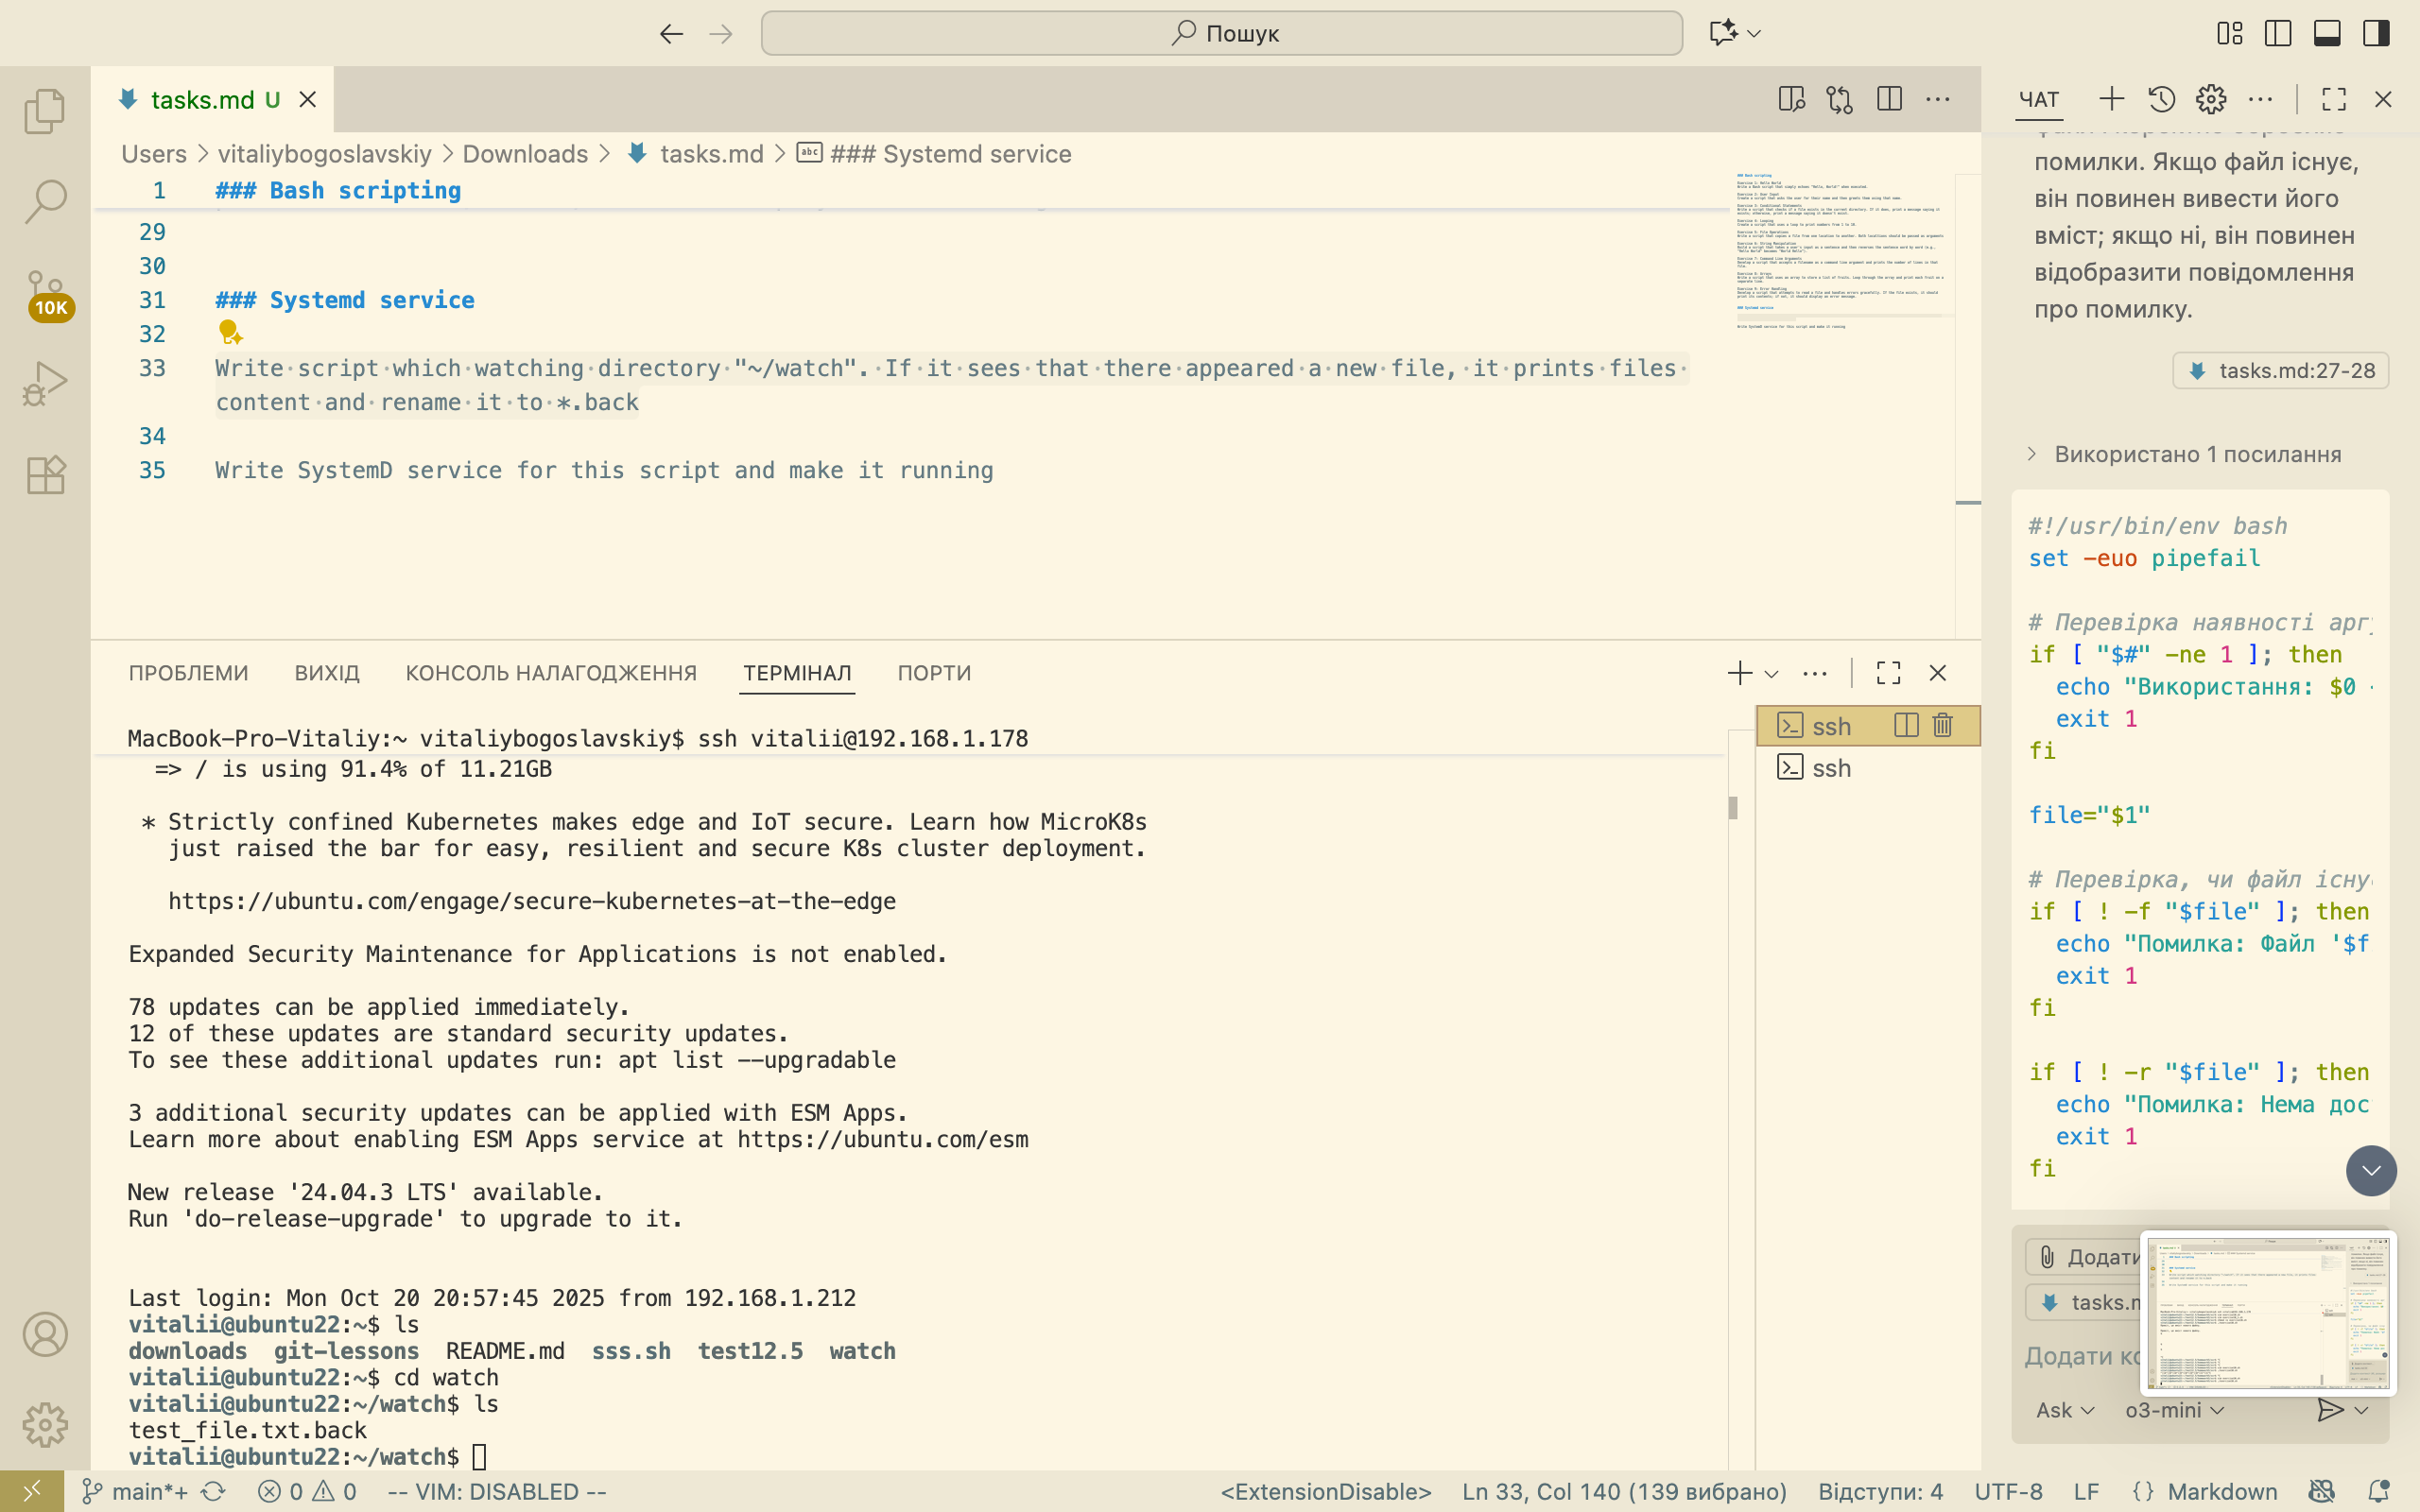 Пошук
tasks.md U
Users > vitaliybogoslavskiy > Downloads > tasks.md > ### Systemd service
1 ### Bash scripting
29
30
31 ### Systemd service
32
33 Write script which watching directory "~/watch". If it sees that there appeared a new file, it prints files
content and rename it to *.back
34
35 Write SystemD service for this script and make it running
10K
ПРОБЛЕМИ ВИХІД КОНСОЛЬ НАЛАГОДЖЕННЯ ТЕРМІНАЛ ПОРТИ
MacBook-Pro-Vitaliy:~ vitaliybogoslavskiy$ ssh vitalii@192.168.1.178
=> / is using 91.4% of 11.21GB
* Strictly confined Kubernetes makes edge and IoT secure. Learn how MicroK8s
just raised the bar for easy, resilient and secure K8s cluster deployment.
https://ubuntu.com/engage/secure-kubernetes-at-the-edge
Expanded Security Maintenance for Applications is not enabled.
78 updates can be applied immediately.
12 of these updates are standard security updates.
To see these additional updates run: apt list --upgradable
3 additional security updates can be applied with ESM Apps.
Learn more about enabling ESM Apps service at https://ubuntu.com/esm
New release '24.04.3 LTS' available.
Run 'do-release-upgrade' to upgrade to it.
Last login: Mon Oct 20 20:57:45 2025 from 192.168.1.212
vitalii@ubuntu22:~$ ls
downloads git-lessons README.md sss.sh test12.5 watch
vitalii@ubuntu22:~$ cd watch
vitalii@ubuntu22:~/watch$ ls
test_file.txt.back
vitalii@ubuntu22:~/watch$
ssh
ssh
ЧАТ
помилки. Якщо файл існує,
він повинен вивести його
вміст; якщо ні, він повинен
відобразити повідомлення
про помилку.
tasks.md:27-28
> Використано 1 посилання
#!/usr/bin/env bash
set -euo pipefail
# Перевірка наявності арг
if [ "$#" -ne 1 ]; then
echo "Використання: $0
exit 1
fi
file="$1"
# Перевірка, чи файл існу
if [ ! -f "$file" ]; then
echo "Помилка: Файл '$f
exit 1
fi
if [ ! -r "$file" ]; then
echo "Помилка: Нема дос
exit 1
fi
Додати
tasks.m
Додати ко
Ask o3-mini
main*+ 0 0 -- VIM: DISABLED -- <ExtensionDisable> Ln 33, Col 140 (139 вибрано) Відступи: 4 UTF-8 LF {} Markdown